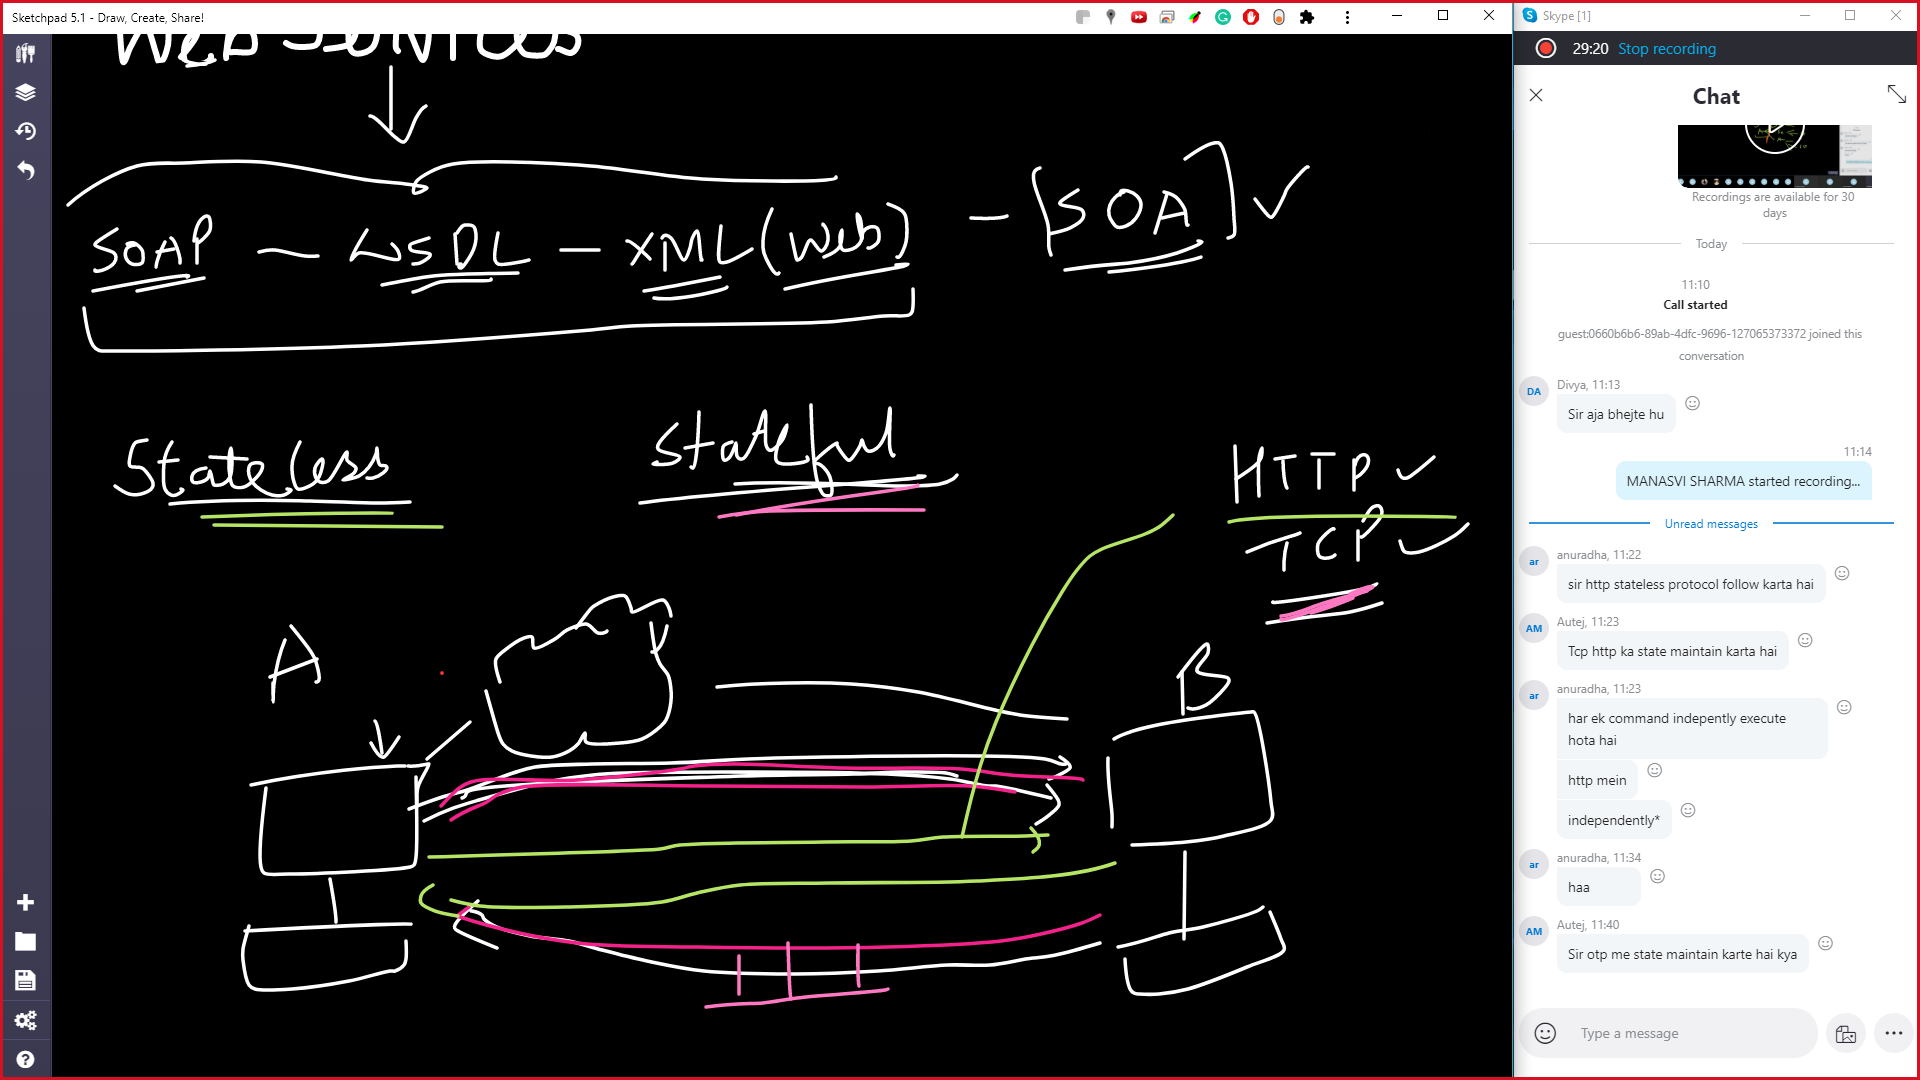 Sketchpad 5.1 - Draw, Create, Share!
Web Services
SOAP - WSDL - XML (Web) - [SOA] ✓
Stateless
Stateful
HTTP ✓
TCP ✓
A
B
Skype [1]
29:20 Stop recording
Chat
Recordings are available for 30
days
Today
11:10
Call started
guest:0660b6b6-89ab-4dfc-9696-127065373372 joined this
conversation
DA
Divya, 11:13
Sir aja bhejte hu
11:14
MANASVI SHARMA started recording...
Unread messages
ar
anuradha, 11:22
sir http stateless protocol follow karta hai
AM
Autej, 11:23
Tcp http ka state maintain karta hai
ar
anuradha, 11:23
har ek command indepently execute
hota hai
http mein
independently*
ar
anuradha, 11:34
haa
AM
Autej, 11:40
Sir otp me state maintain karte hai kya
Type a message